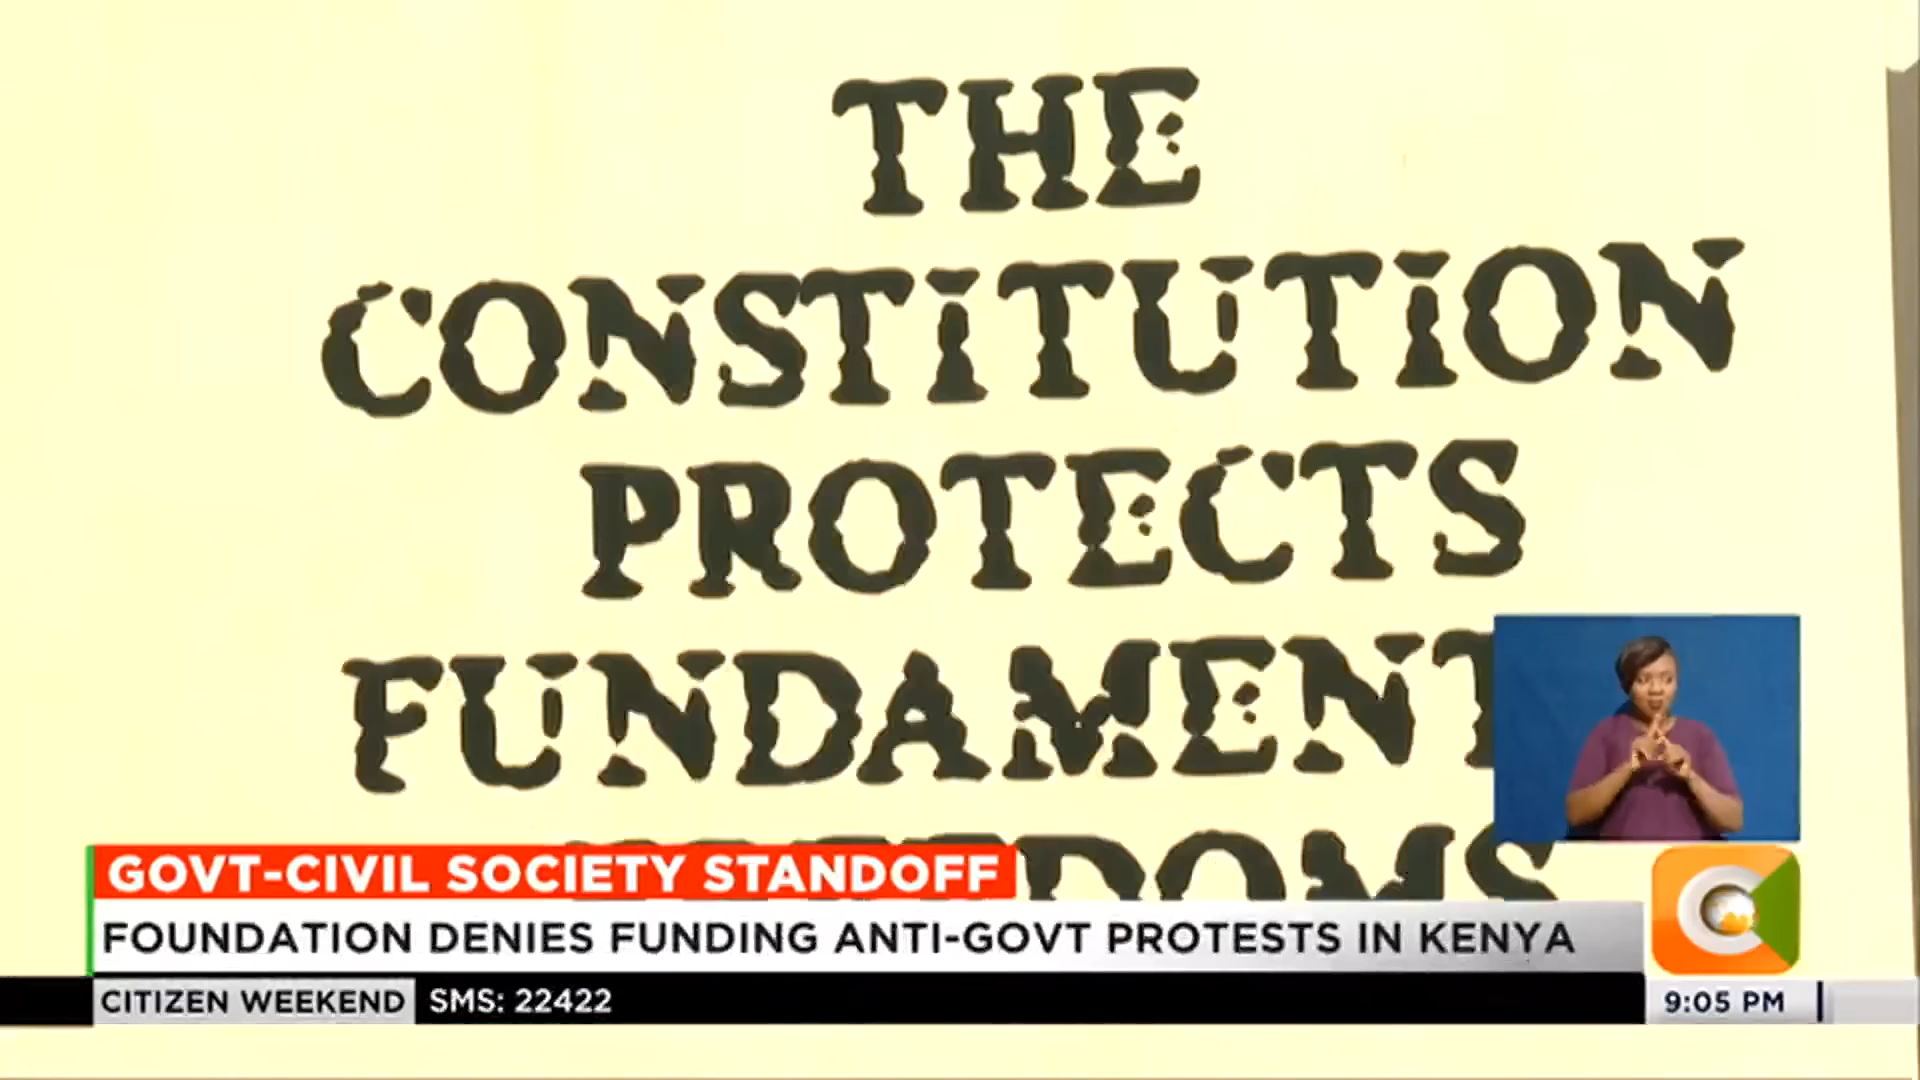 THE
CONSTITUTION
PROTECTS
FUNDAMENT
GOVT-CIVIL SOCIETY STANDOFF
FOUNDATION DENIES FUNDING ANTI-GOVT PROTESTS IN KENYA
CITIZEN WEEKEND SMS: 22422
9:05 PM